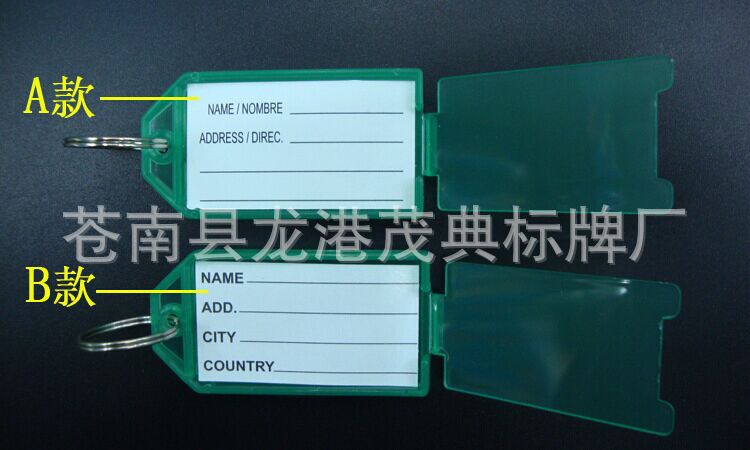 A款
NAME / NOMBRE
ADDRESS / DIREC.
苍南县龙港茂典标牌厂
B款
NAME
ADD.
CITY
COUNTRY